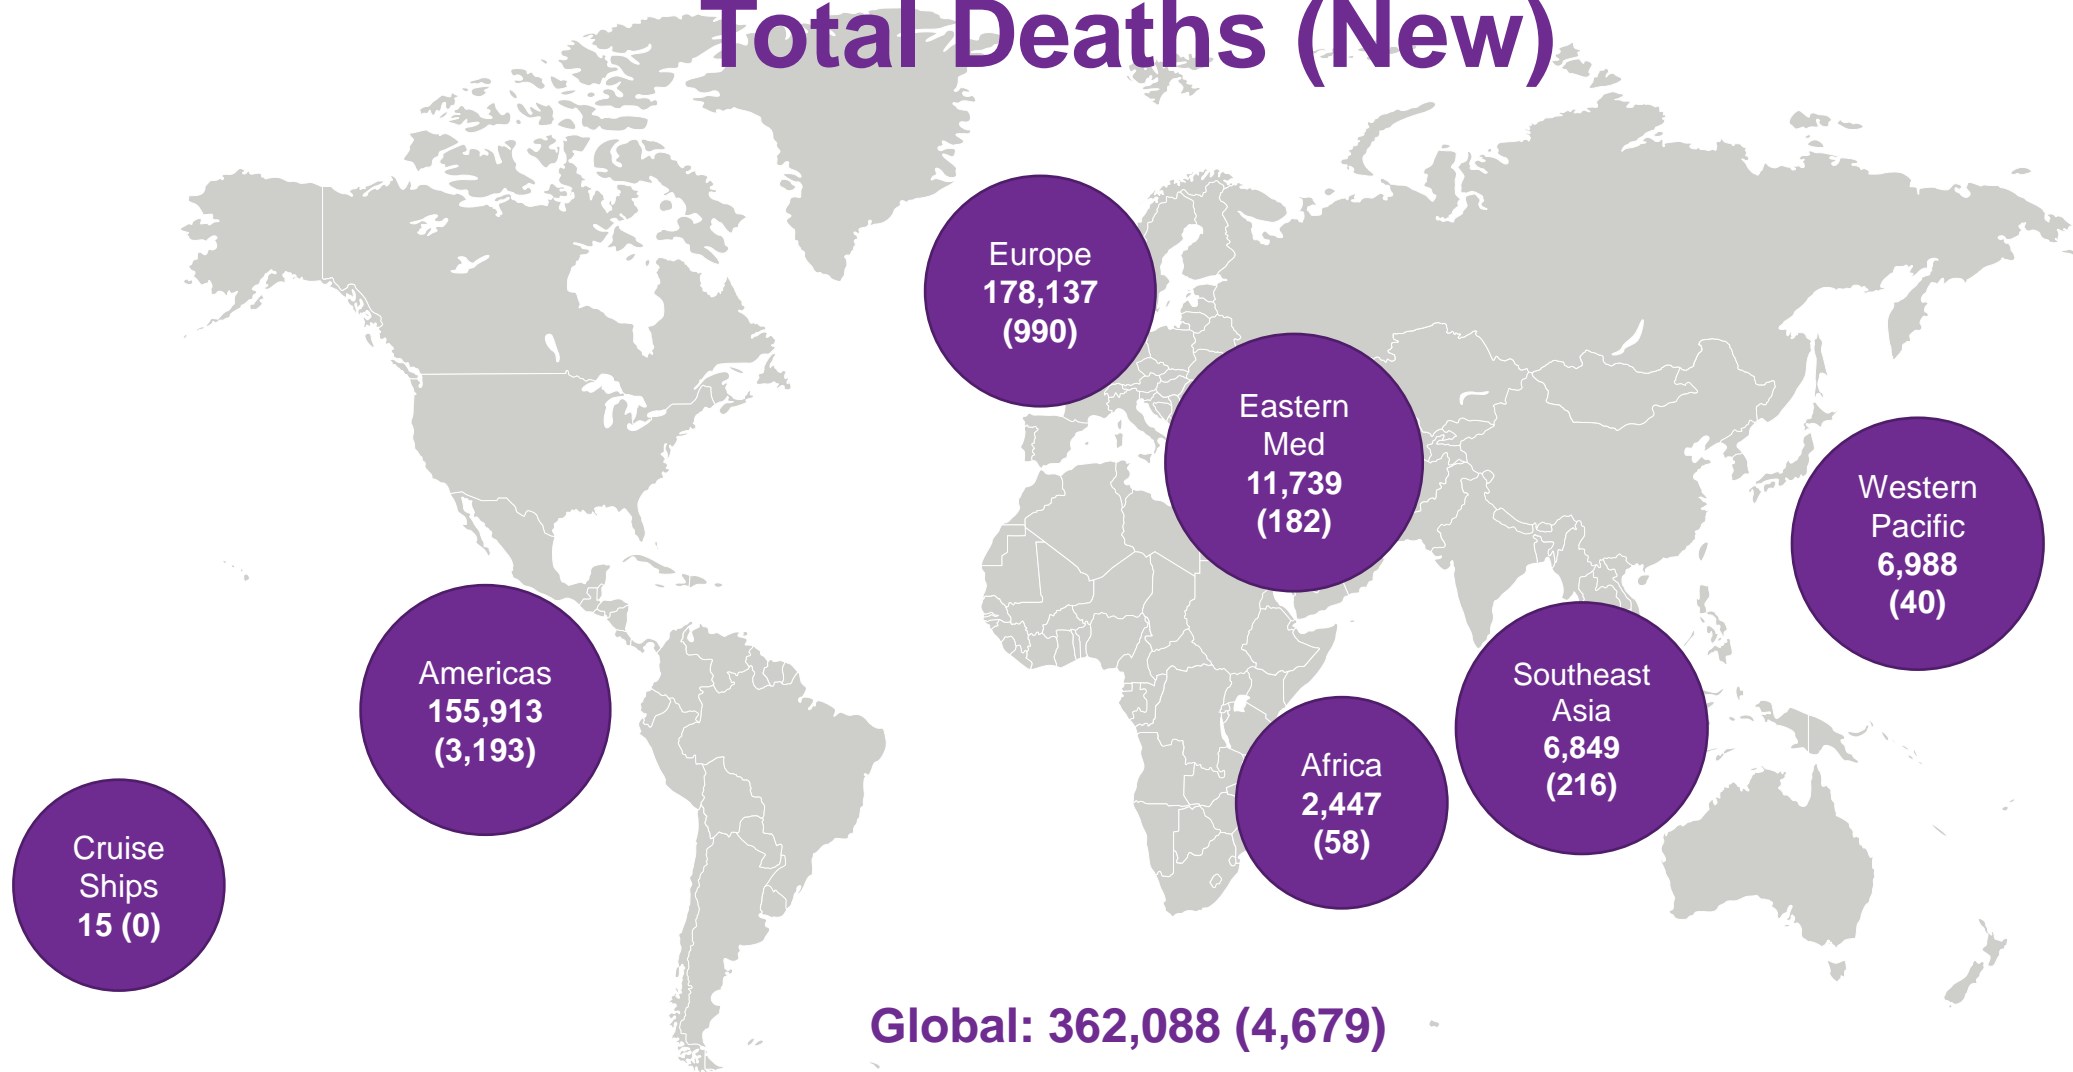 Total Deaths (New)
Europe
178,137
(990)
Eastern
Med
11,739
(182)
Western
Pacific
6,988
(40)
Americas
155,913
(3,193)
Southeast
Asia
6,849
(216)
Africa
2,447
(58)
Cruise
Ships
15 (0)
Global: 362,088 (4,679)